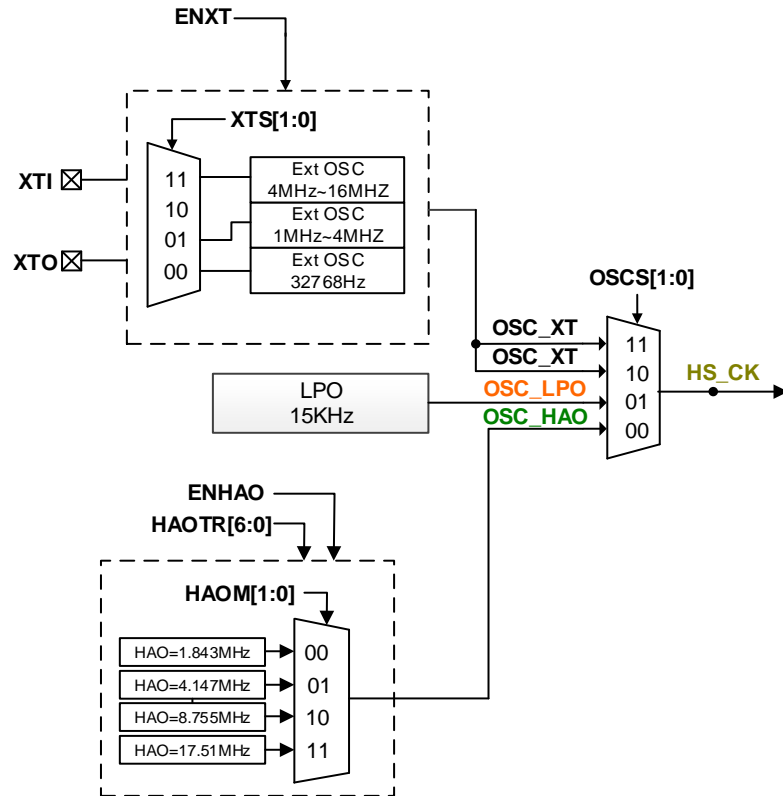 ENXT
XTS[1:0]
XTI
XTO
11
10
01
00
Ext OSC
4MHz~16MHZ
Ext OSC
1MHz~4MHZ
Ext OSC
32768Hz
OSCS[1:0]
OSC_XT
OSC_XT
OSC_LPO
OSC_HAO
11
10
01
00
HS_CK
LPO
15KHz
ENHAO
HAOTR[6:0]
HAOM[1:0]
HAO=1.843MHz
HAO=4.147MHz
HAO=8.755MHz
HAO=17.51MHz
00
01
10
11